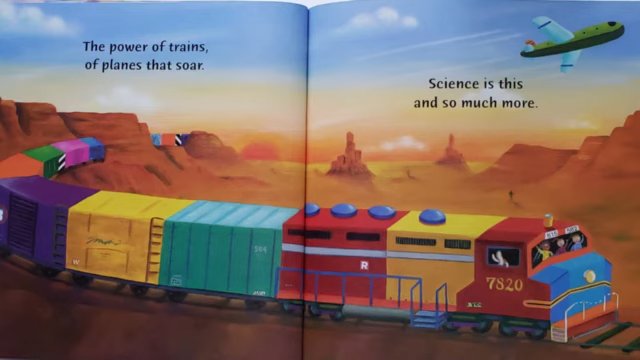 The power of trains,
of planes that soar.
Science is this
and so much more.
R
7820